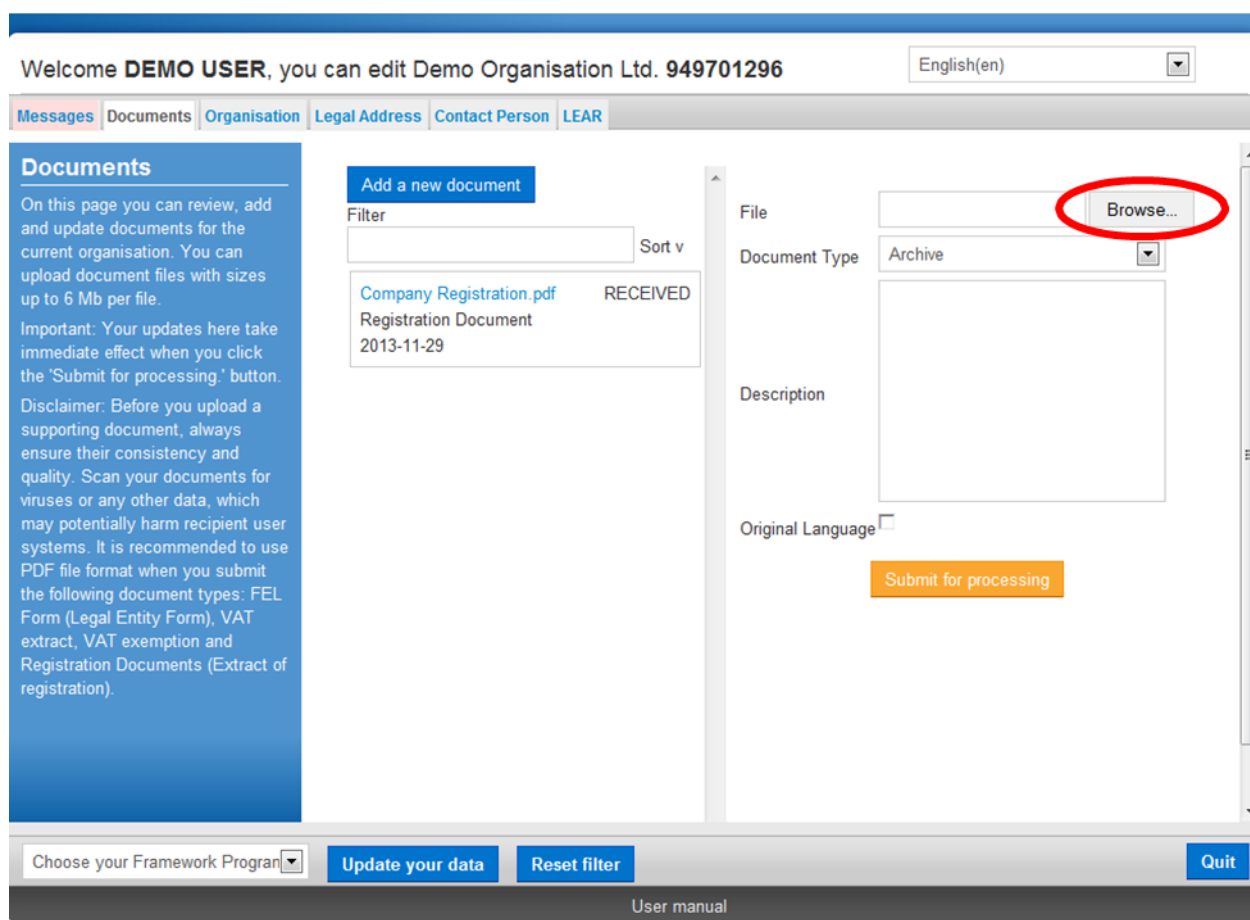 Welcome DEMO USER, you can edit Demo Organisation Ltd. 949701296
English(en)
Messages Documents Organisation Legal Address Contact Person LEAR
Documents
On this page you can review, add
and update documents for the
current organisation. You can
upload document files with sizes
up to 6 Mb per file.
Important: Your updates here take
immediate effect when you click
the 'Submit for processing.' button.
Disclaimer: Before you upload a
supporting document, always
ensure their consistency and
quality. Scan your documents for
viruses or any other data, which
may potentially harm recipient user
systems. It is recommended to use
PDF file format when you submit
the following document types: FEL
Form (Legal Entity Form), VAT
extract, VAT exemption and
Registration Documents (Extract of
registration).
Add a new document
Filter
Sort v
Company Registration.pdf RECEIVED
Registration Document
2013-11-29
File
Browse...
Document Type Archive
Description
Original Language
Submit for processing
Choose your Framework Progran
Update your data
Reset filter
Quit
User manual